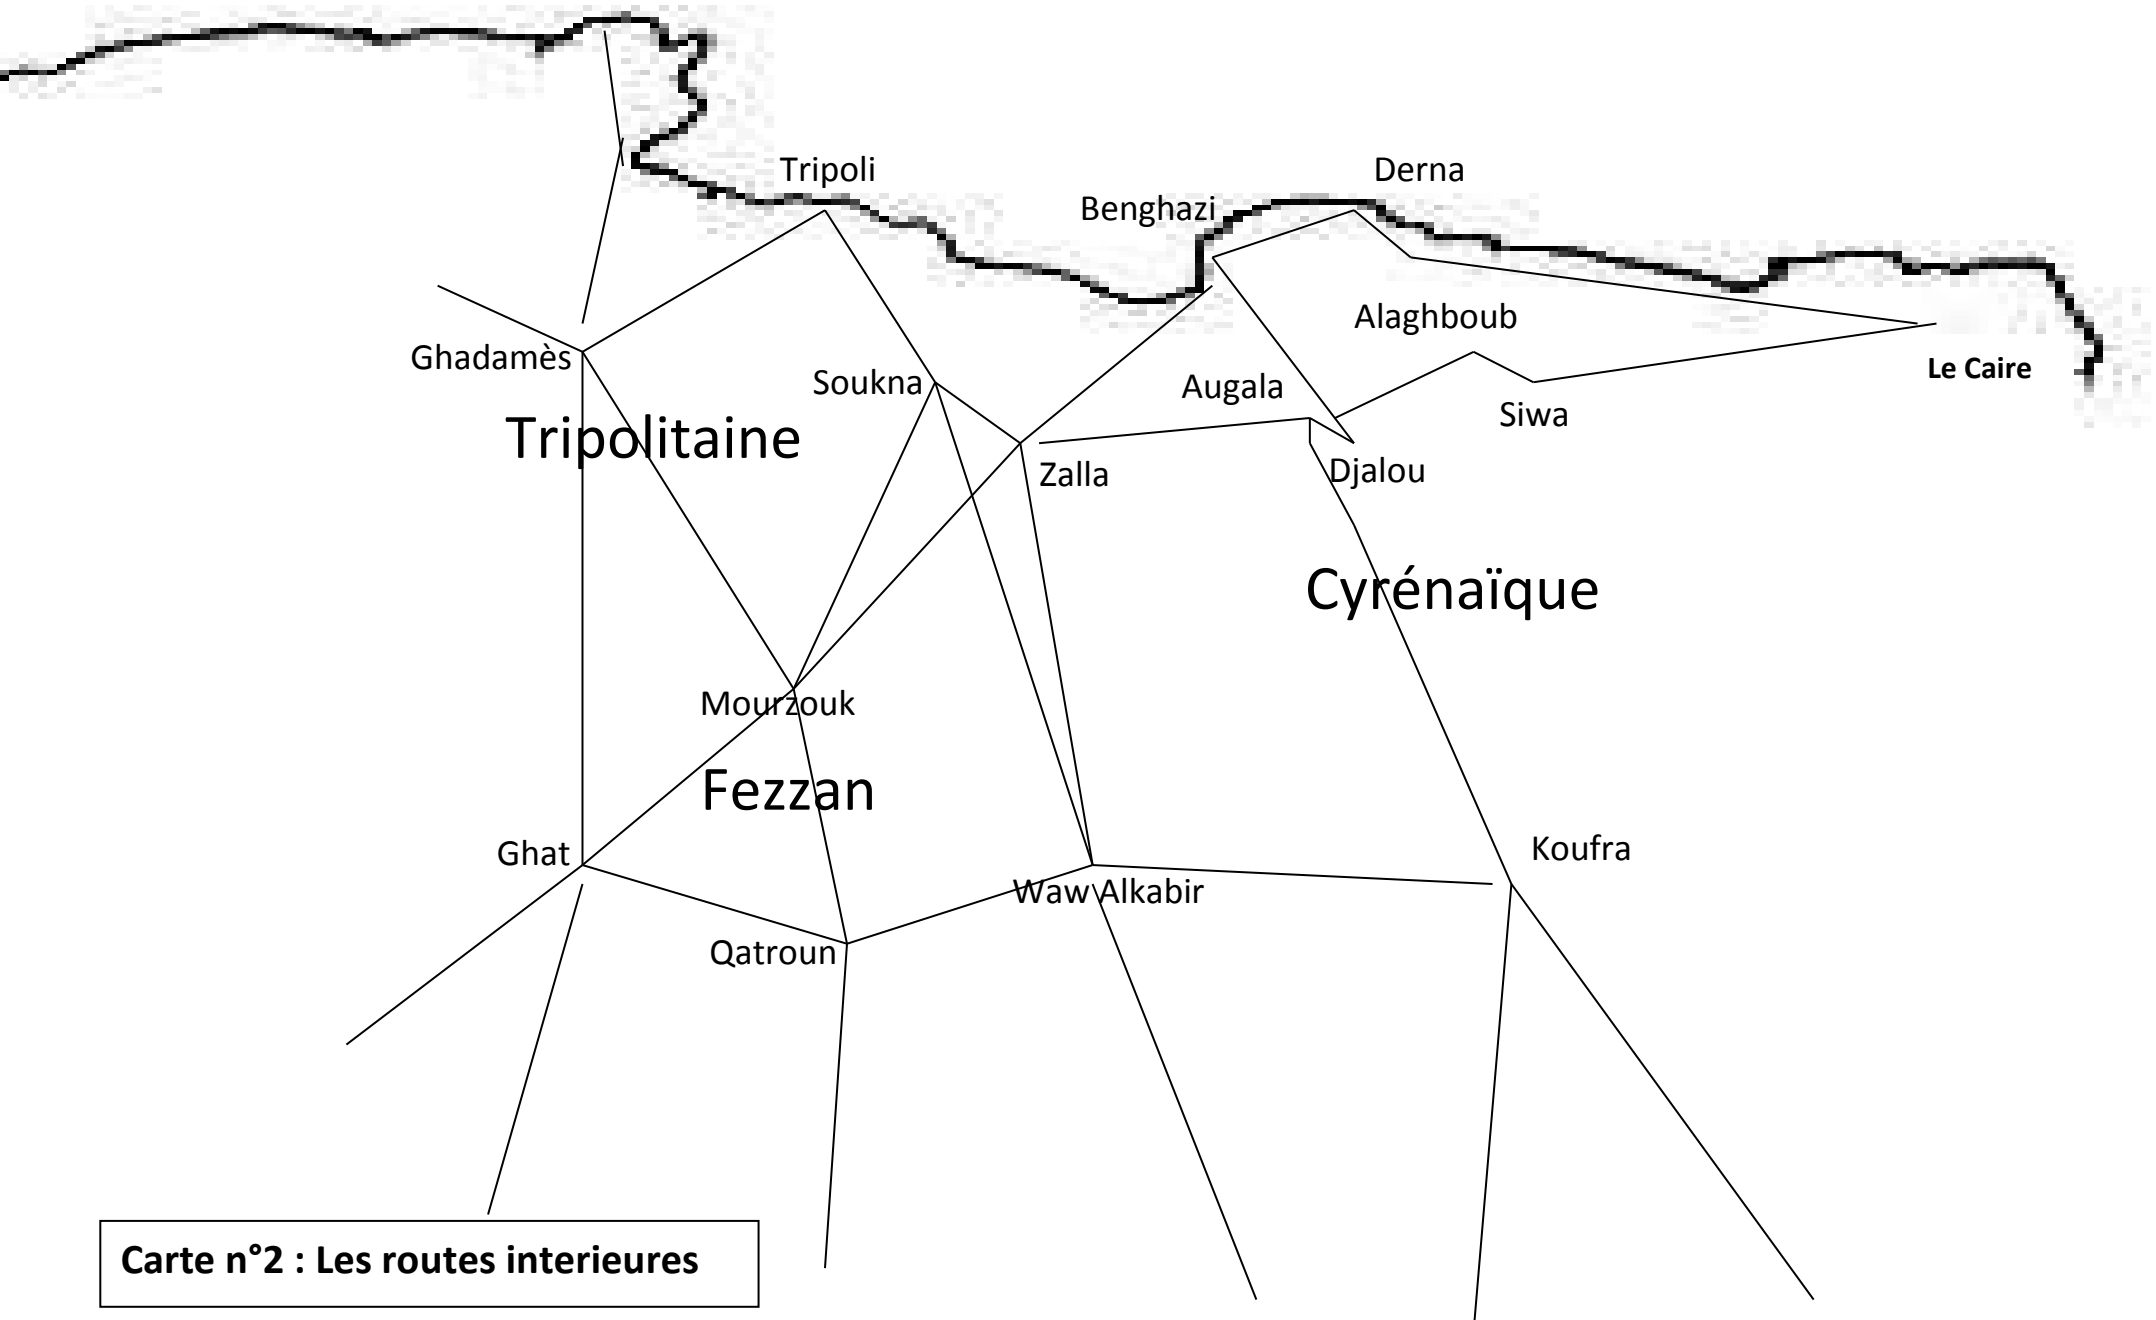 Tripoli
Derna
Benghazi
Alaghboub
Ghadamès
Le Caire
Soukna
Augala
Siwa
Tripolitaine
Zalla
Djalou
Cyrénaïque
Mourzouk
Fezzan
Ghat
Koufra
Waw Alkabir
Qatroun
Carte n°2 : Les routes interieures